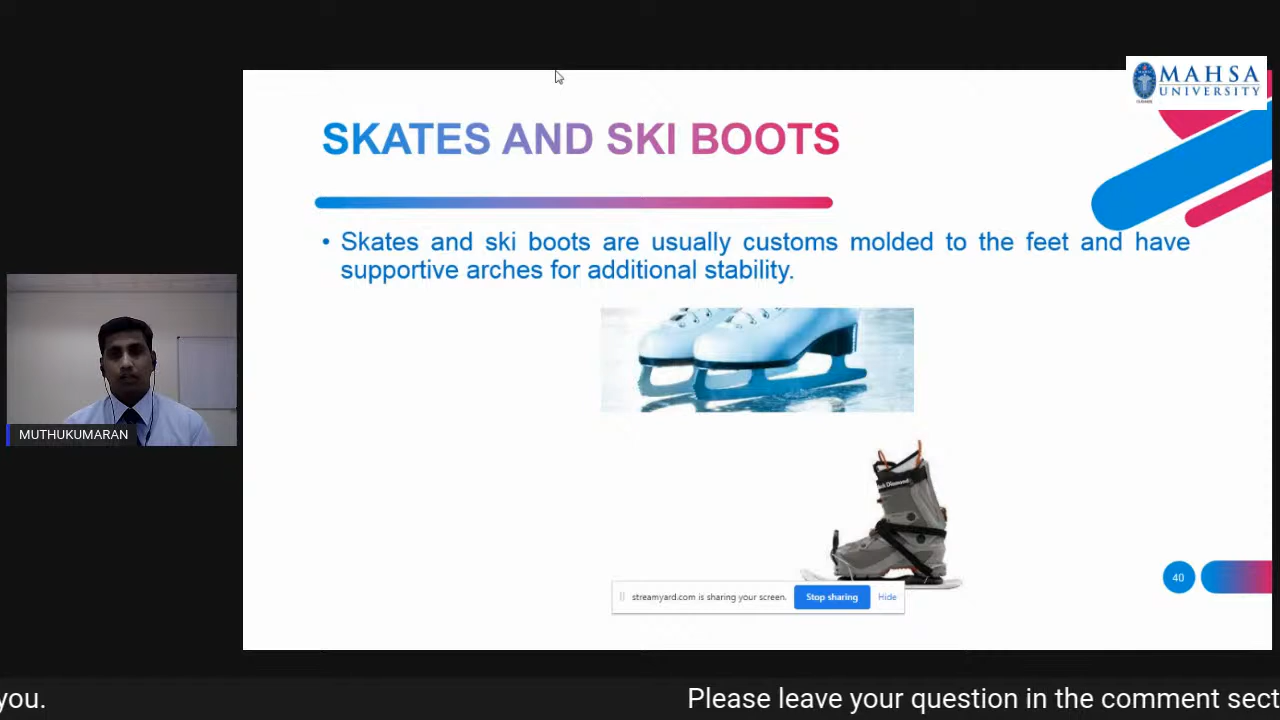 MAHSA
UNIVERSITY
SKATES AND SKI BOOTS
• Skates and ski boots are usually customs molded to the feet and have
supportive arches for additional stability.
MUTHUKUMARAN
Black Diamond
40
streamyard.com is sharing your screen.
Stop sharing
Hide
you.
Please leave your question in the comment sect